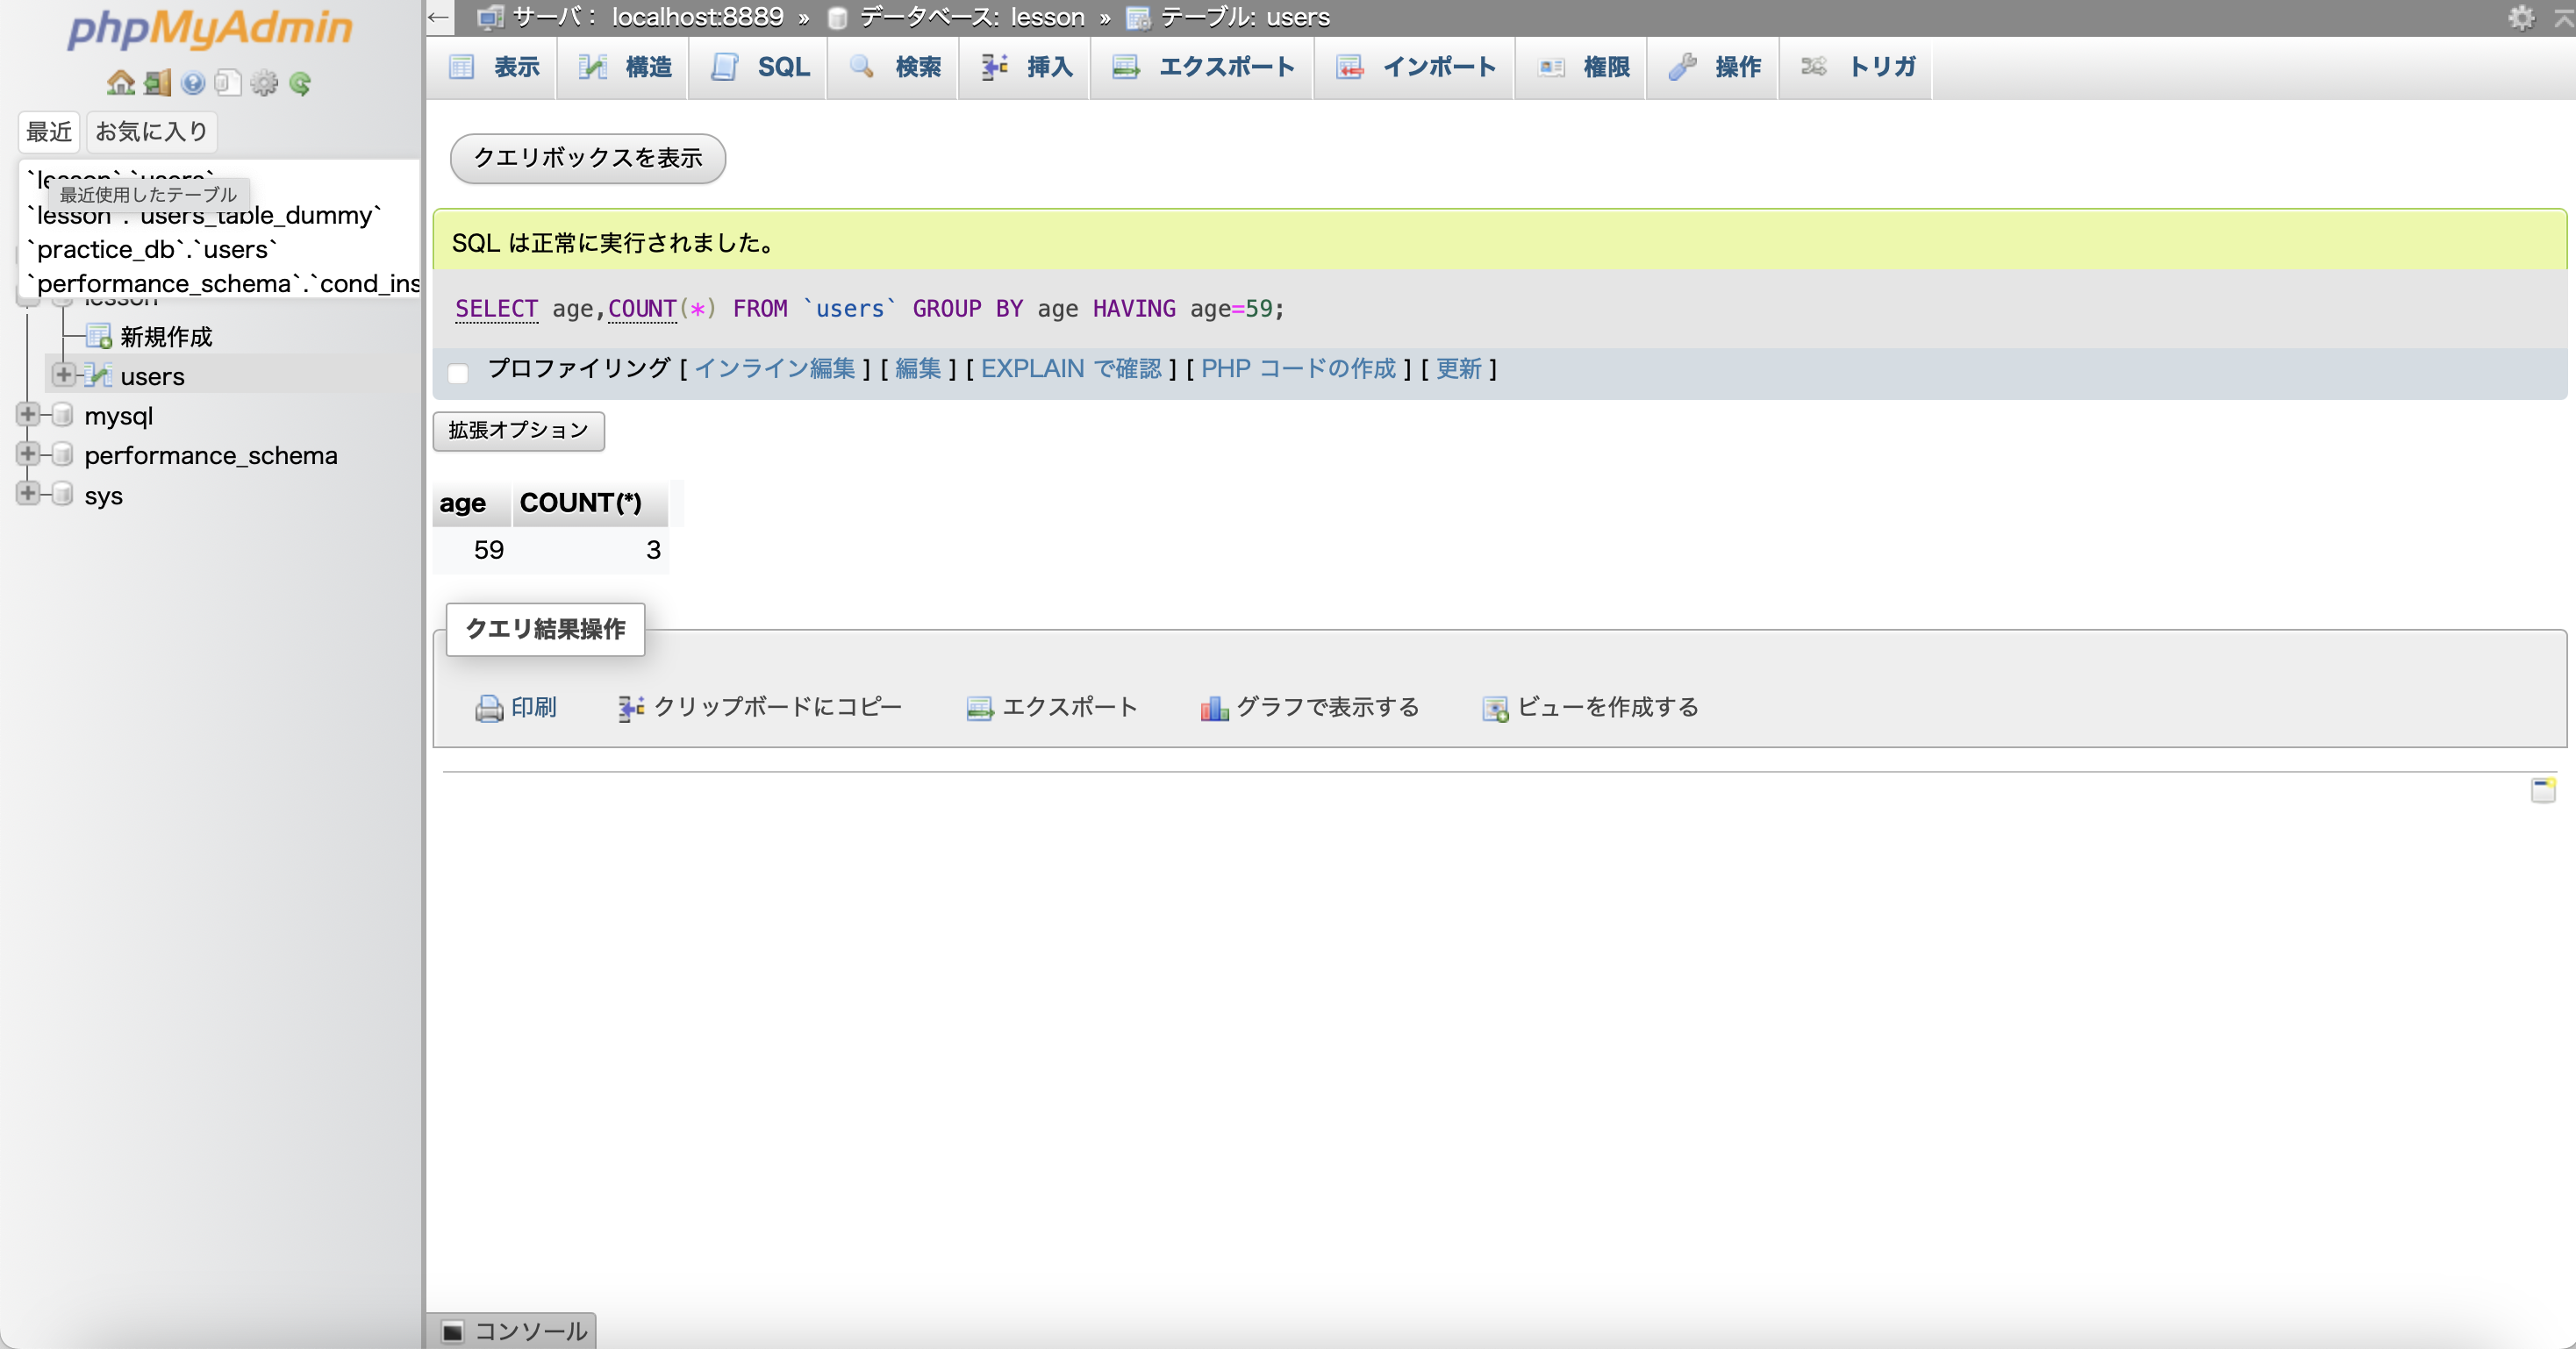 phpMyAdmin
最近 お気に入り
`lesson`.`users`
最近使用したテーブル
`lesson`.`users_table_dummy`
`practice_db`.`users`
`performance_schema`.`cond_ins
lesson
新規作成
users
mysql
performance_schema
sys
サーバ: localhost:8889 » データベース: lesson » テーブル: users
表示 構造 SQL 検索 挿入 エクスポート インポート 権限 操作 トリガ
クエリボックスを表示
SQL は正常に実行されました。
SELECT age,COUNT(*) FROM `users` GROUP BY age HAVING age=59;
プロファイリング [ インライン編集 ] [ 編集 ] [ EXPLAIN で確認 ] [ PHP コードの作成 ] [ 更新 ]
拡張オプション
age COUNT(*)
59 3
クエリ結果操作
印刷 クリップボードにコピー エクスポート グラフで表示する ビューを作成する
コンソール